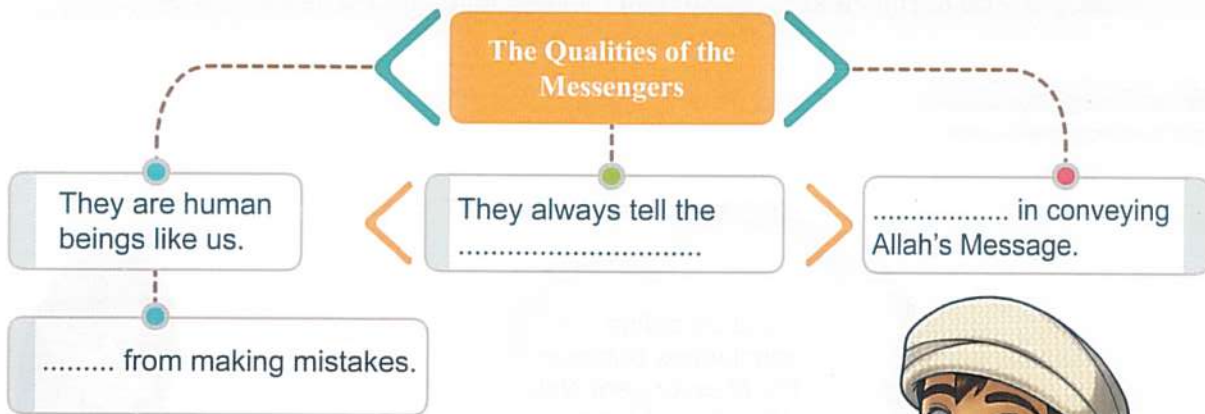 The Qualities of the
Messengers
They are human
beings like us.
They always tell the
..............................
................. in conveying
Allah's Message.
......... from making mistakes.